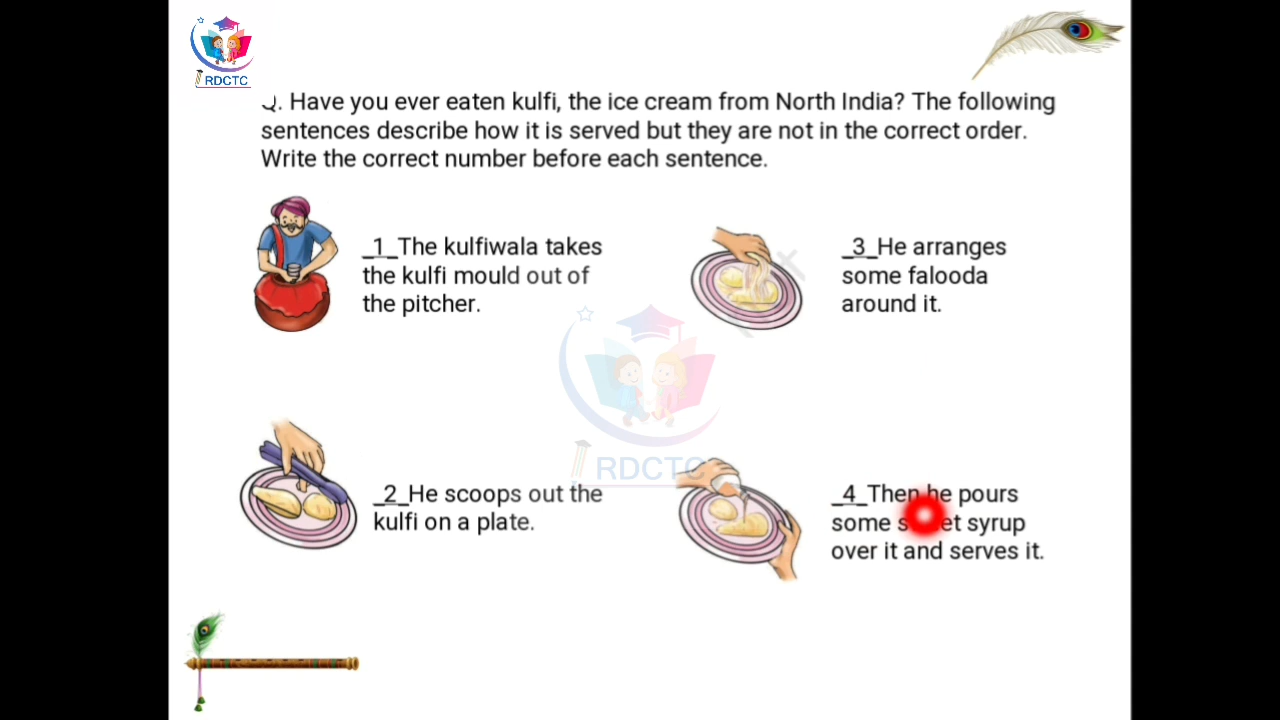 RDCTC
Q. Have you ever eaten kulfi, the ice cream from North India? The following
sentences describe how it is served but they are not in the correct order.
Write the correct number before each sentence.
_1_The kulfiwala takes
the kulfi mould out of
the pitcher.
_3_He arranges
some falooda
around it.
RDCTC
_2_He scoops out the
kulfi on a plate.
_4_Then he pours
some syrup
over it and serves it.